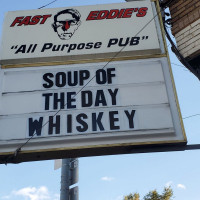 FAST EDDIE'S
"All Purpose PUB"
SOUP OF
THE DAY
WHISKEY